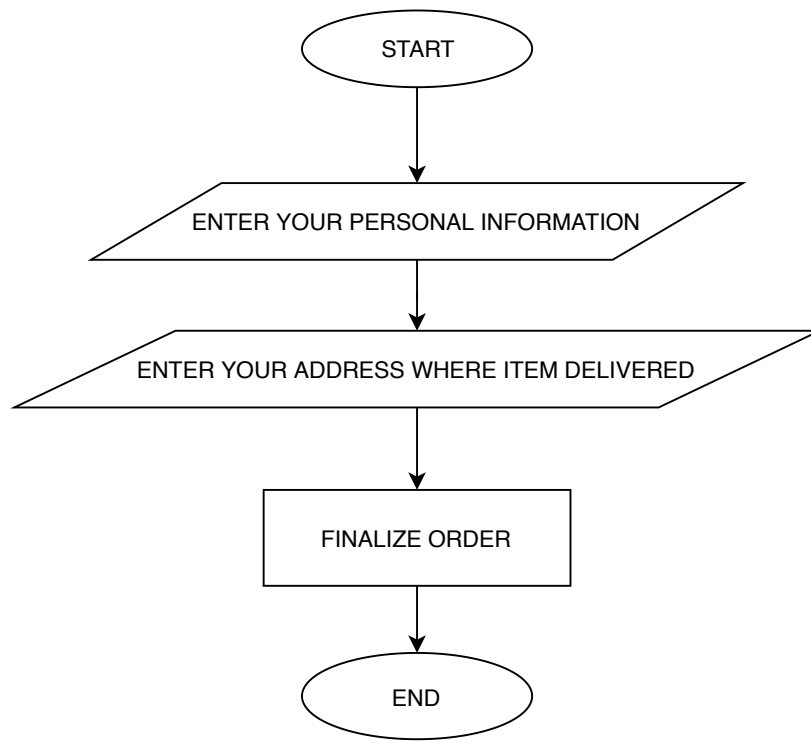 START
ENTER YOUR PERSONAL INFORMATION
ENTER YOUR ADDRESS WHERE ITEM DELIVERED
FINALIZE ORDER
END